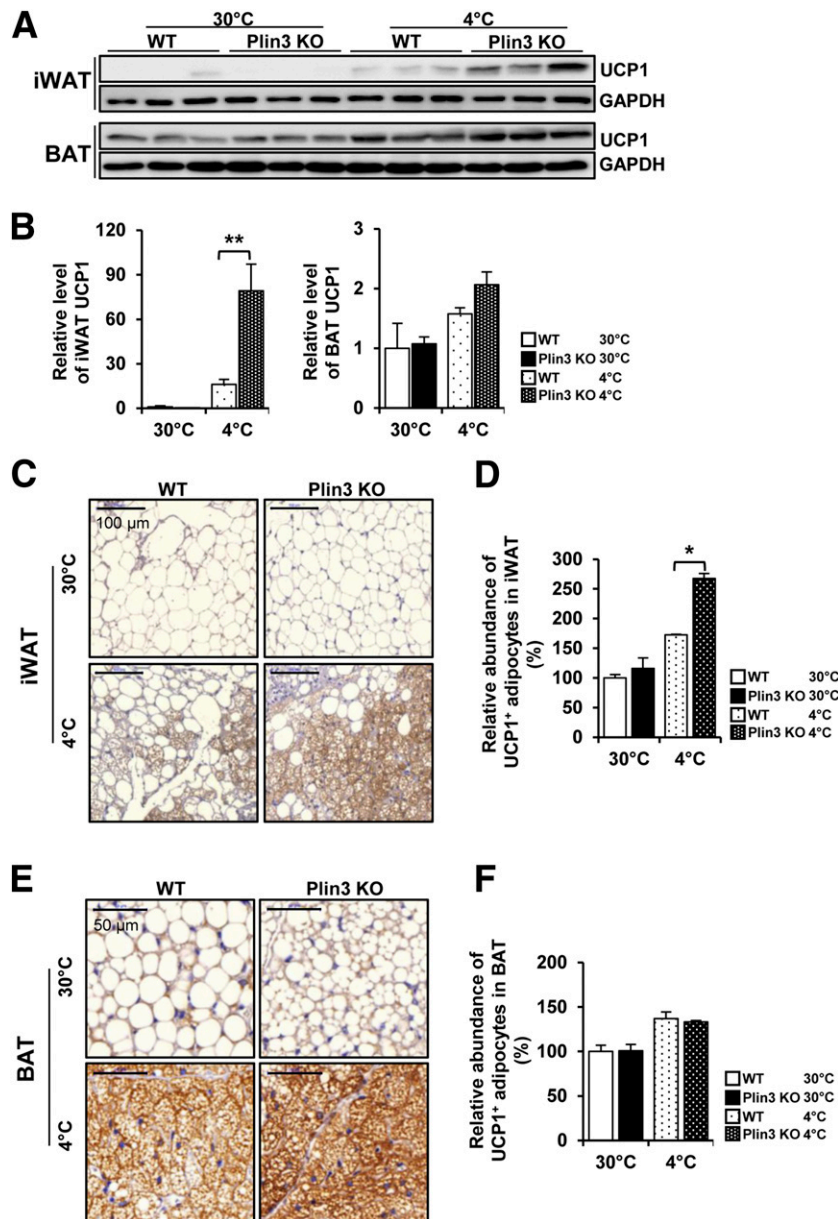 A
30°C
4°C
WT
Plin3 KO
WT
Plin3 KO
iWAT
UCP1
GAPDH
BAT
UCP1
GAPDH
B
Relative level
of iWAT UCP1
120
90
60
30
0
**
30°C
4°C
Relative level
of BAT UCP1
3
2
1
0
30°C
4°C
WT 30°C
Plin3 KO 30°C
WT 4°C
Plin3 KO 4°C
C
WT
Plin3 KO
100 µm
30°C
iWAT
4°C
D
Relative abundance of
UCP1⁺ adipocytes in iWAT
(%)
300
250
200
150
100
50
0
*
30°C
4°C
WT 30°C
Plin3 KO 30°C
WT 4°C
Plin3 KO 4°C
E
WT
Plin3 KO
50 µm
30°C
BAT
4°C
F
Relative abundance of
UCP1⁺ adipocytes in BAT
(%)
200
150
100
50
0
30°C
4°C
WT 30°C
Plin3 KO 30°C
WT 4°C
Plin3 KO 4°C